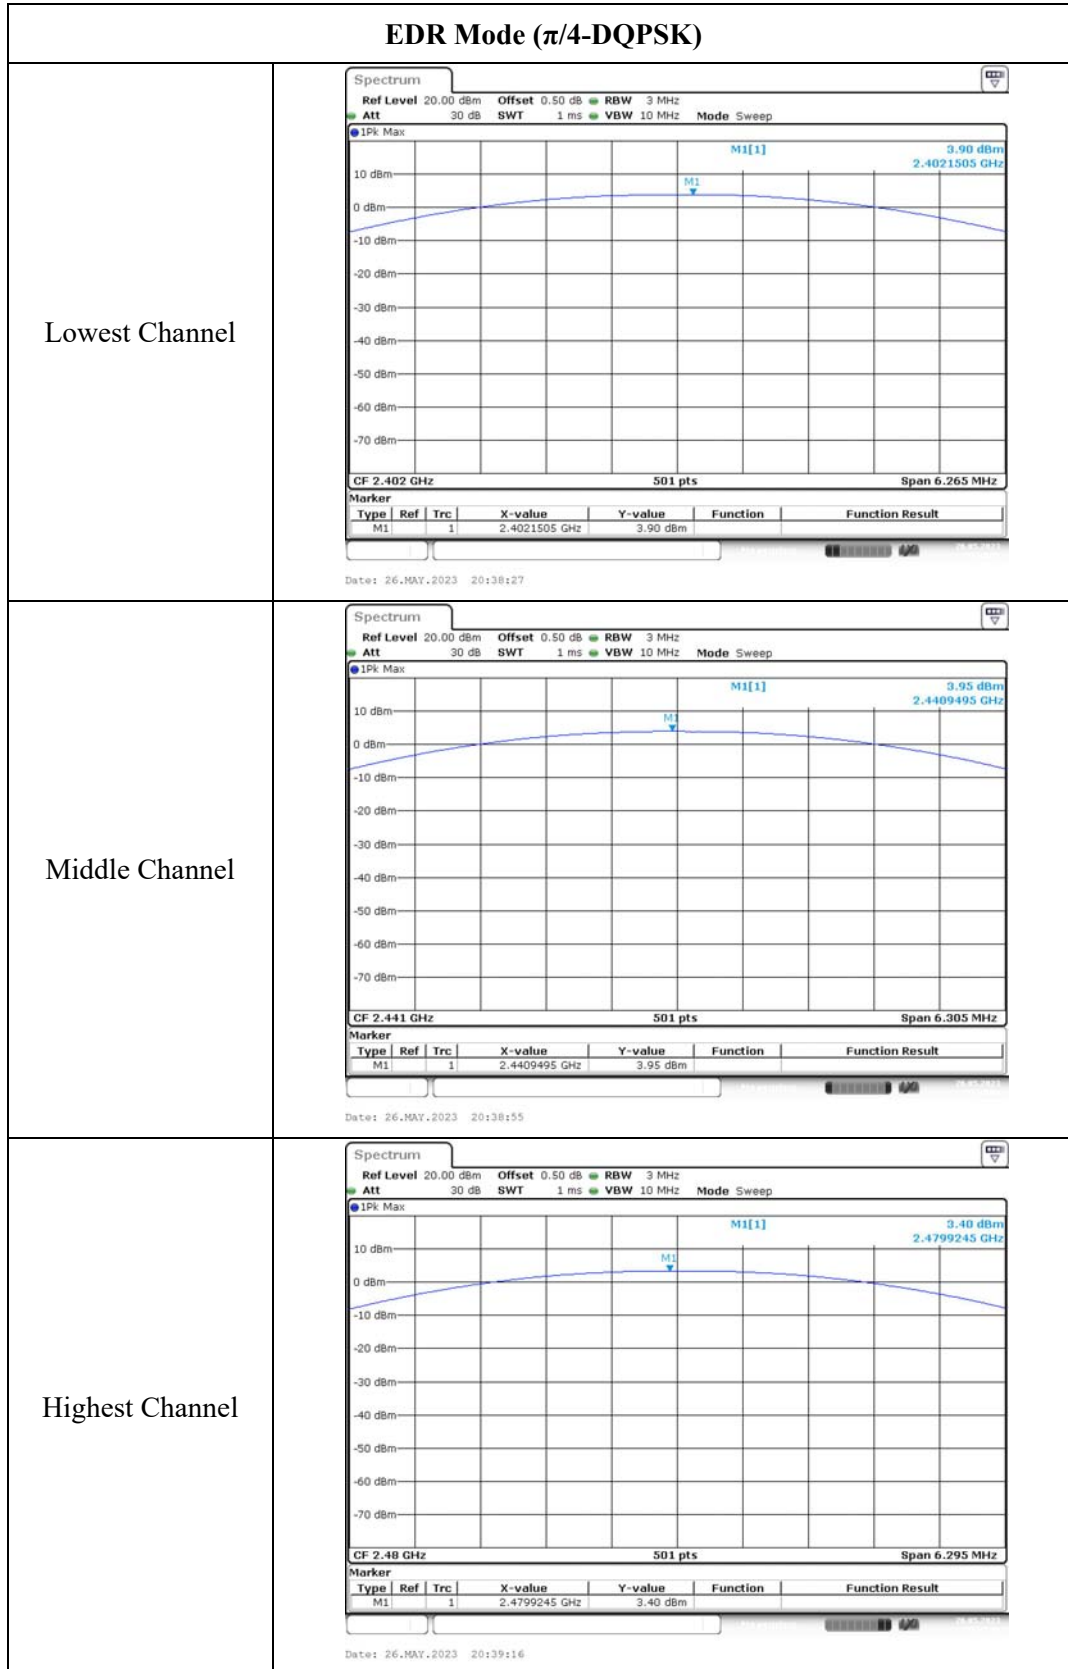 EDR Mode (π/4-DQPSK)
Lowest Channel
Spectrum
Ref Level 20.00 dBm Offset 0.50 dB RBW 3 MHz
Att 30 dB SWT 1 ms VBW 10 MHz Mode Sweep
1Pk Max
M1[1] 3.90 dBm
2.4021505 GHz
10 dBm
M1
0 dBm
-10 dBm
-20 dBm
-30 dBm
-40 dBm
-50 dBm
-60 dBm
-70 dBm
CF 2.402 GHz 501 pts Span 6.265 MHz
Marker
Type Ref Trc X-value Y-value Function Function Result
M1 1 2.4021505 GHz 3.90 dBm
Date: 26.MAY.2023 20:38:27
Middle Channel
Spectrum
Ref Level 20.00 dBm Offset 0.50 dB RBW 3 MHz
Att 30 dB SWT 1 ms VBW 10 MHz Mode Sweep
1Pk Max
M1[1] 3.95 dBm
2.4409495 GHz
10 dBm
M1
0 dBm
-10 dBm
-20 dBm
-30 dBm
-40 dBm
-50 dBm
-60 dBm
-70 dBm
CF 2.441 GHz 501 pts Span 6.305 MHz
Marker
Type Ref Trc X-value Y-value Function Function Result
M1 1 2.4409495 GHz 3.95 dBm
Date: 26.MAY.2023 20:38:55
Highest Channel
Spectrum
Ref Level 20.00 dBm Offset 0.50 dB RBW 3 MHz
Att 30 dB SWT 1 ms VBW 10 MHz Mode Sweep
1Pk Max
M1[1] 3.40 dBm
2.4799245 GHz
10 dBm
M1
0 dBm
-10 dBm
-20 dBm
-30 dBm
-40 dBm
-50 dBm
-60 dBm
-70 dBm
CF 2.48 GHz 501 pts Span 6.295 MHz
Marker
Type Ref Trc X-value Y-value Function Function Result
M1 1 2.4799245 GHz 3.40 dBm
Date: 26.MAY.2023 20:39:16